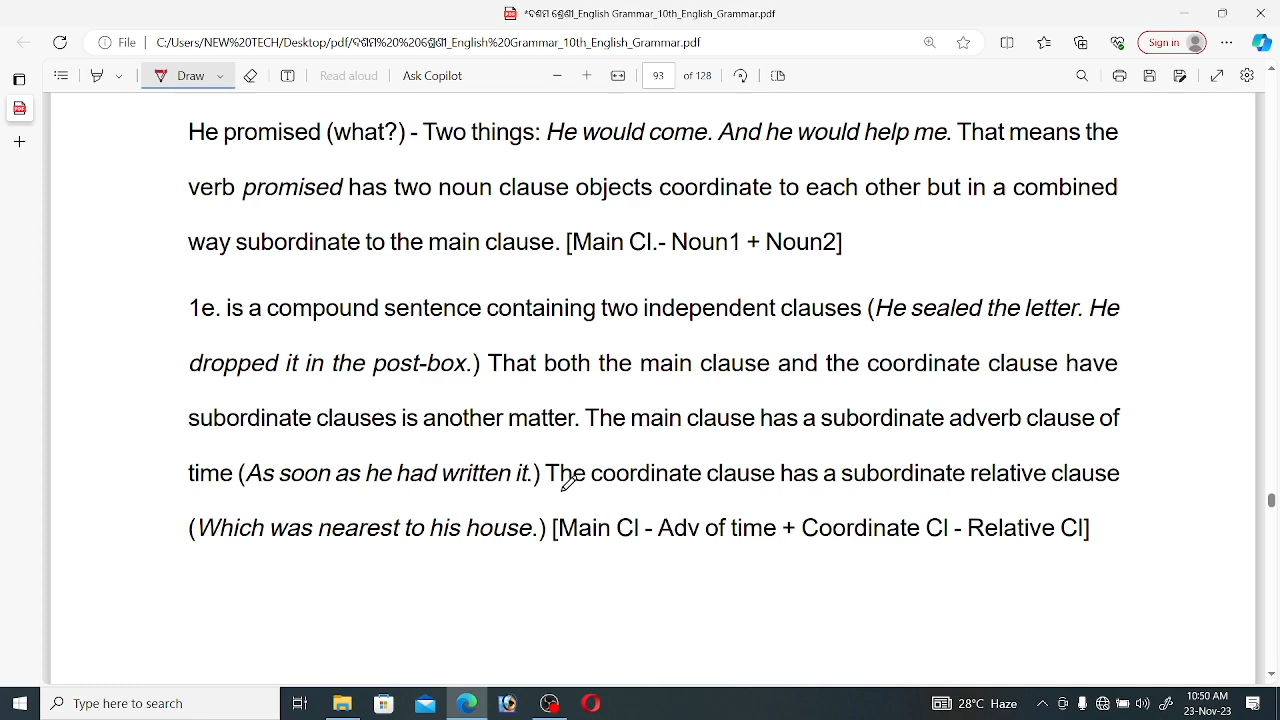 English Grammar_10th_English_Grammar.pdf
File
C:/Users/NEW%20TECH/Desktop/pdf/
English%20Grammar_10th_English_Grammar.pdf
Sign in
Draw
Read aloud
Ask Copilot
93
of 128
He promised (what?) - Two things: He would come. And he would help me. That means the
verb promised has two noun clause objects coordinate to each other but in a combined
way subordinate to the main clause. [Main Cl.- Noun1 + Noun2]
1e. is a compound sentence containing two independent clauses (He sealed the letter. He
dropped it in the post-box.) That both the main clause and the coordinate clause have
subordinate clauses is another matter. The main clause has a subordinate adverb clause of
time (As soon as he had written it.) The coordinate clause has a subordinate relative clause
(Which was nearest to his house.) [Main Cl - Adv of time + Coordinate Cl - Relative Cl]
Type here to search
28°C Haze
10:50 AM
23-Nov-23